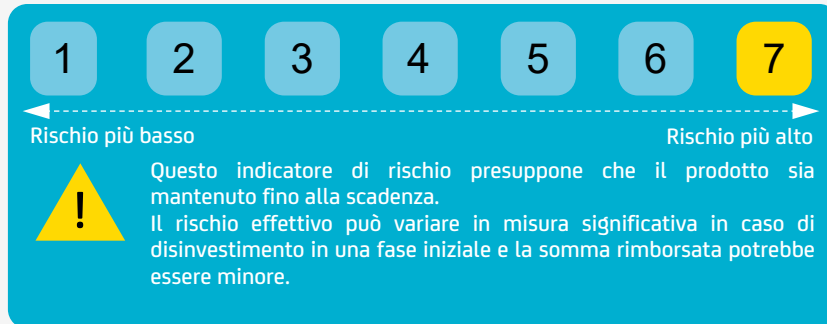 1 2 3 4 5 6 7
Rischio più basso Rischio più alto
!
Questo indicatore di rischio presuppone che il prodotto sia
mantenuto fino alla scadenza.
Il rischio effettivo può variare in misura significativa in caso di
disinvestimento in una fase iniziale e la somma rimborsata potrebbe
essere minore.